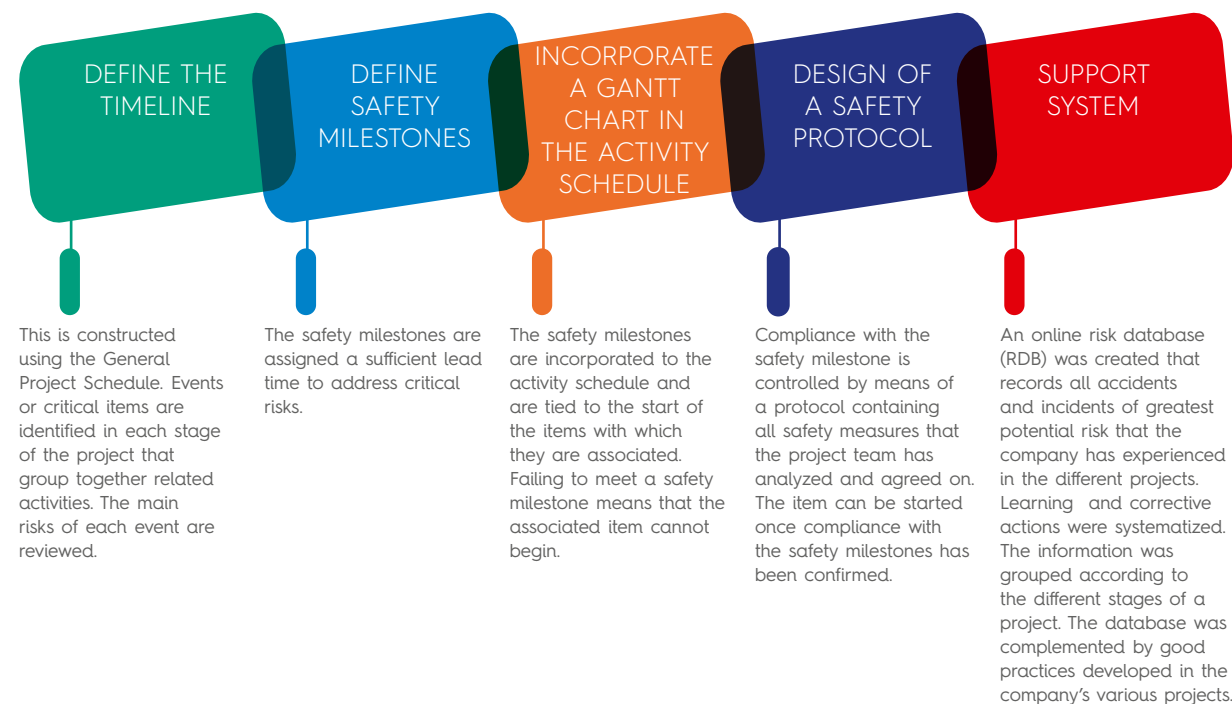 DEFINE THE
TIMELINE
DEFINE
SAFETY
MILESTONES
INCORPORATE
A GANTT
CHART IN
THE ACTIVITY
SCHEDULE
DESIGN OF
A SAFETY
PROTOCOL
SUPPORT
SYSTEM
This is constructed
using the General
Project Schedule. Events
or critical items are
identified in each stage
of the project that
group together related
activities. The main
risks of each event are
reviewed.
The safety milestones are
assigned a sufficient lead
time to address critical
risks.
The safety milestones
are incorporated to the
activity schedule and
are tied to the start of
the items with which
they are associated.
Failing to meet a safety
milestone means that the
associated item cannot
begin.
Compliance with the
safety milestone is
controlled by means of
a protocol containing
all safety measures that
the project team has
analyzed and agreed on.
The item can be started
once compliance with
the safety milestones has
been confirmed.
An online risk database
(RDB) was created that
records all accidents
and incidents of greatest
potential risk that the
company has experienced
in the different projects.
Learning and corrective
actions were systematized.
The information was
grouped according to
the different stages of a
project. The database was
complemented by good
practices developed in the
company's various projects.